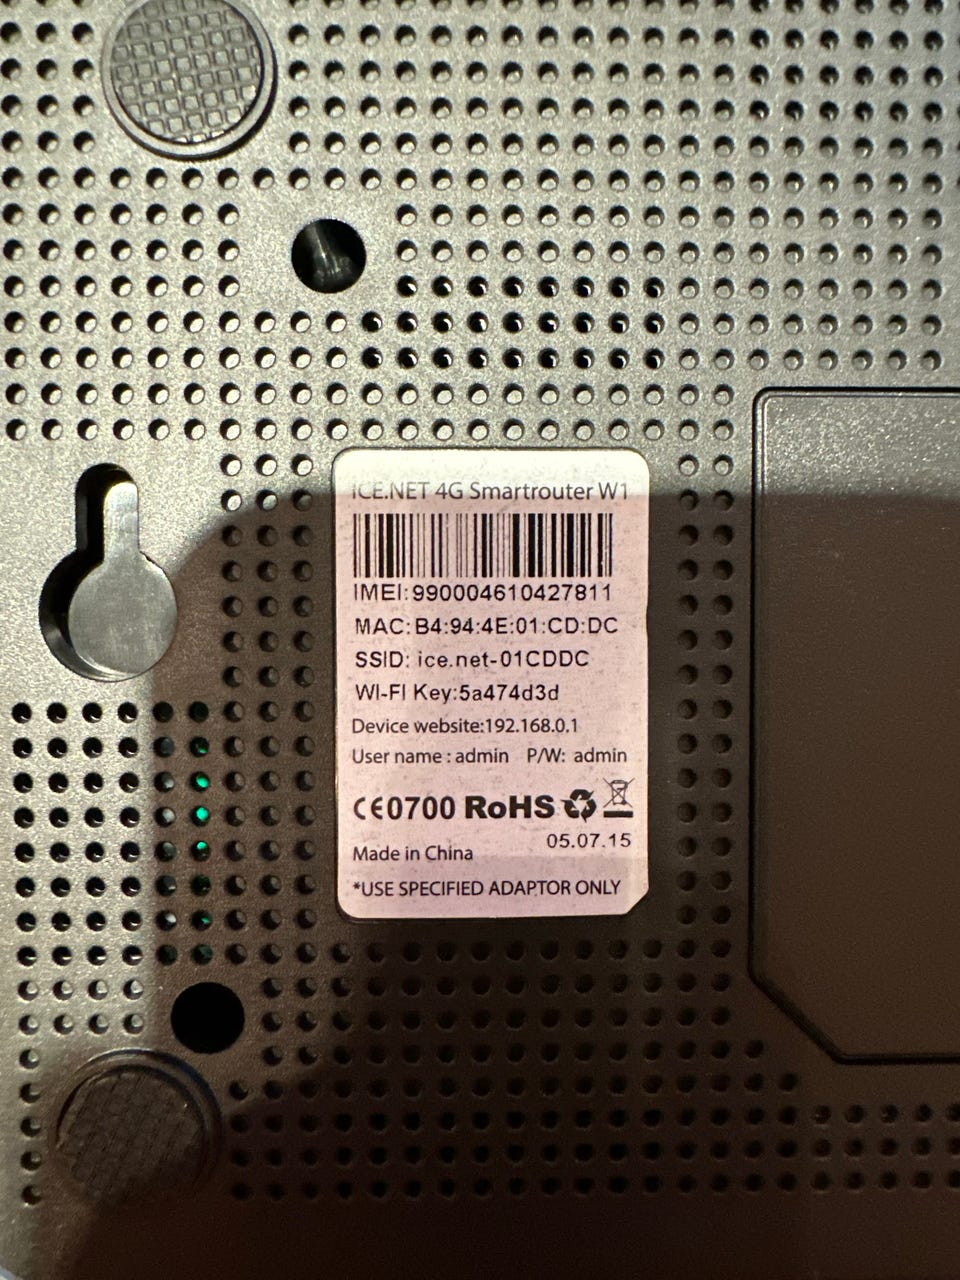 ICE.NET 4G Smartrouter W1
IMEI:990004610427811
MAC:B4:94:4E:01:CD:DC
SSID: ice.net-01CDDC
WI-FI Key:5a474d3d
Device website:192.168.0.1
User name : admin P/W: admin
CE0700 RoHS
05.07.15
Made in China
*USE SPECIFIED ADAPTOR ONLY